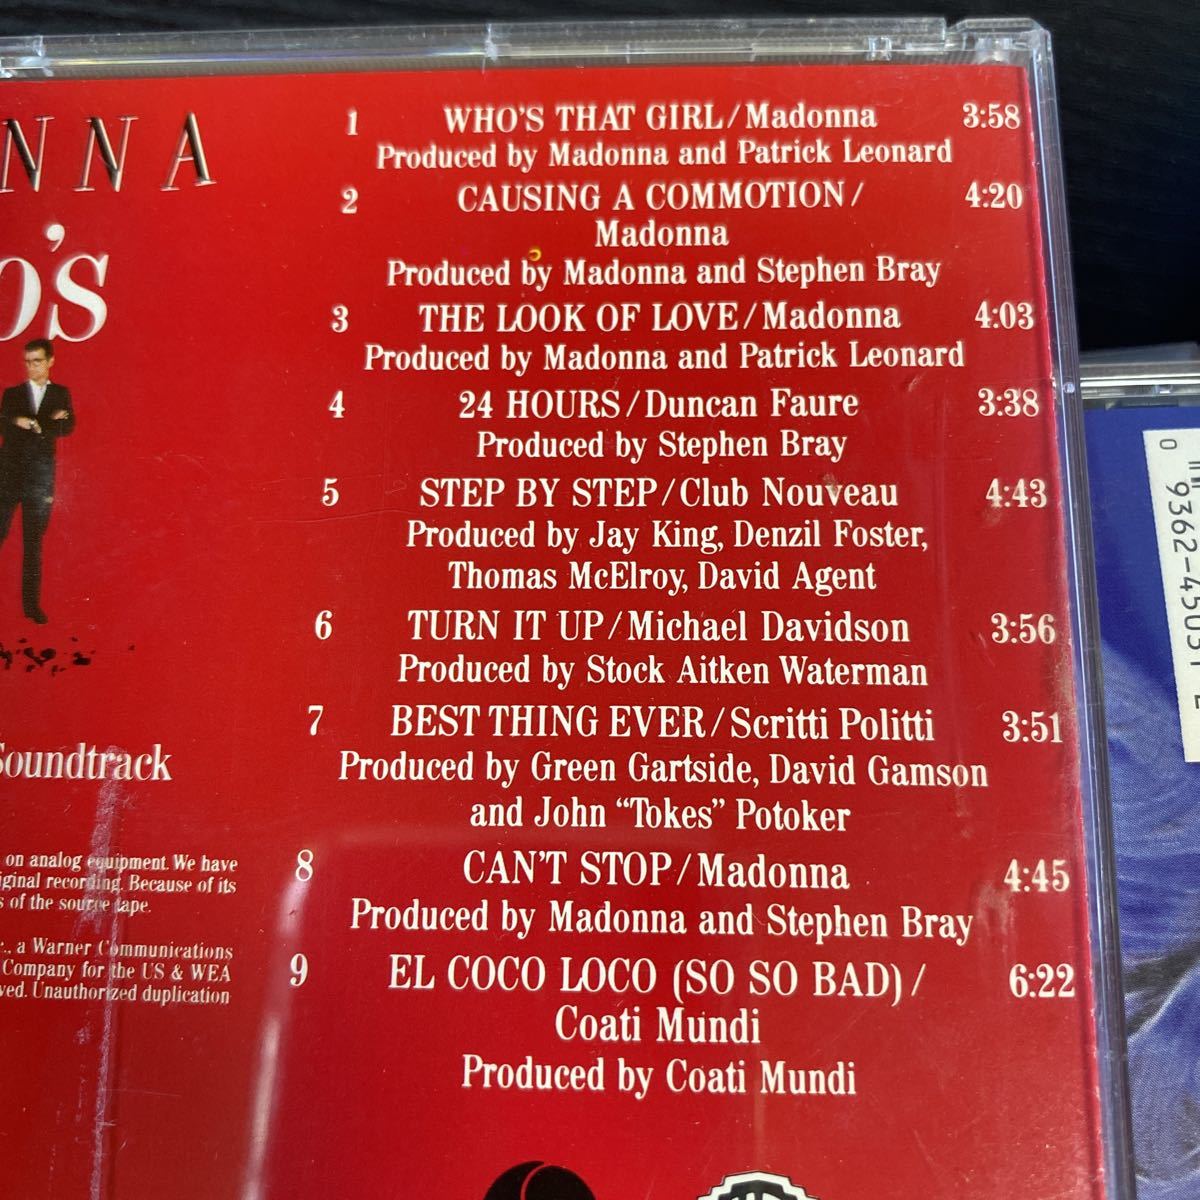 NNA
O'S
Soundtrack
on analog equipment. We have
original recording. Because of its
of the source tape.
a Warner Communications
Company for the US & WEA
Unauthorized duplication
1 WHO'S THAT GIRL/Madonna 3:58
Produced by Madonna and Patrick Leonard
2 CAUSING A COMMOTION/ 4:20
Madonna
Produced by Madonna and Stephen Bray
3 THE LOOK OF LOVE/Madonna 4:03
Produced by Madonna and Patrick Leonard
4 24 HOURS/Duncan Faure 3:38
Produced by Stephen Bray
5 STEP BY STEP/Club Nouveau 4:43
Produced by Jay King, Denzil Foster,
Thomas McElroy, David Agent
6 TURN IT UP/Michael Davidson 3:56
Produced by Stock Aitken Waterman
7 BEST THING EVER/Scritti Politti 3:51
Produced by Green Gartside, David Gamson
and John “Tokes” Potoker
8 CAN'T STOP/Madonna 4:45
Produced by Madonna and Stephen Bray
9 EL COCO LOCO (SO SO BAD)/ 6:22
Coati Mundi
Produced by Coati Mundi
0 9362-45031-2